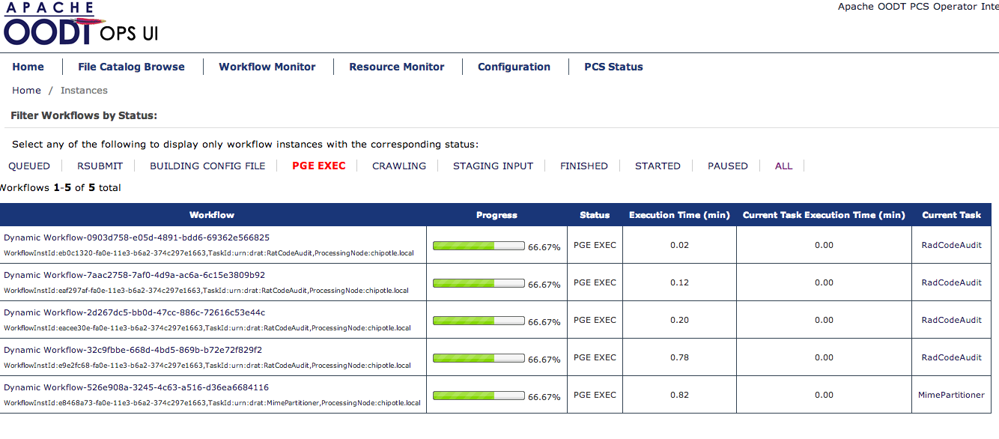 APACHE
OODT OPS UI
Apache OODT PCS Operator Inte
Home File Catalog Browse Workflow Monitor Resource Monitor Configuration PCS Status
Home / Instances
Filter Workflows by Status:
Select any of the following to display only workflow instances with the corresponding status:
QUEUED RSUBMIT BUILDING CONFIG FILE PGE EXEC CRAWLING STAGING INPUT FINISHED STARTED PAUSED ALL
Workflows 1-5 of 5 total
Workflow Progress Status Execution Time (min) Current Task Execution Time (min) Current Task
Dynamic Workflow-0903d758-e05d-4891-bdd6-69362e566825
WorkflowInstId:eb0c1320-fa0e-11e3-b6a2-374c297e1663,TaskId:urn:drat:RatCodeAudit,ProcessingNode:chipotle.local
66.67% PGE EXEC 0.02 0.00 RadCodeAudit
Dynamic Workflow-7aac2758-7af0-4d9a-ac6a-6c15e3809b92
WorkflowInstId:eaf297af-fa0e-11e3-b6a2-374c297e1663,TaskId:urn:drat:RatCodeAudit,ProcessingNode:chipotle.local
66.67% PGE EXEC 0.12 0.00 RadCodeAudit
Dynamic Workflow-2d267dc5-bb0d-47cc-886c-72616c53e44c
WorkflowInstId:eacee30e-fa0e-11e3-b6a2-374c297e1663,TaskId:urn:drat:RatCodeAudit,ProcessingNode:chipotle.local
66.67% PGE EXEC 0.20 0.00 RadCodeAudit
Dynamic Workflow-32c9fbbe-668d-4bd5-869b-b72e72f829f2
WorkflowInstId:e9e2fc68-fa0e-11e3-b6a2-374c297e1663,TaskId:urn:drat:RatCodeAudit,ProcessingNode:chipotle.local
66.67% PGE EXEC 0.78 0.00 RadCodeAudit
Dynamic Workflow-526e908a-3245-4c63-a516-d36ea6684116
WorkflowInstId:e8468a73-fa0e-11e3-b6a2-374c297e1663,TaskId:urn:drat:MimePartitioner,ProcessingNode:chipotle.local
66.67% PGE EXEC 0.82 0.00 MimePartitioner